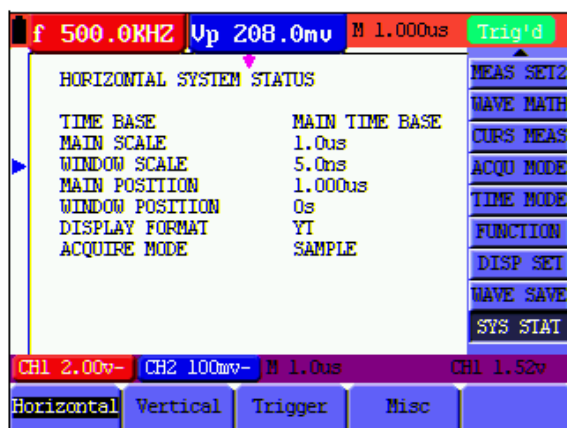 f 500.0KHZ Vp 208.0mv M 1.000us Trig'd
HORIZONTAL SYSTEM STATUS
TIME BASE MAIN TIME BASE
MAIN SCALE 1.0us
WINDOW SCALE 5.0ns
MAIN POSITION 1.000us
WINDOW POSITION 0s
DISPLAY FORMAT YT
ACQUIRE MODE SAMPLE
MEAS SET2
WAVE MATH
CURS MEAS
ACQU MODE
TIME MODE
FUNCTION
DISP SET
WAVE SAVE
SYS STAT
CH1 2.00v- CH2 100mv- M 1.0us CH1 1.52v
Horizontal Vertical Trigger Misc